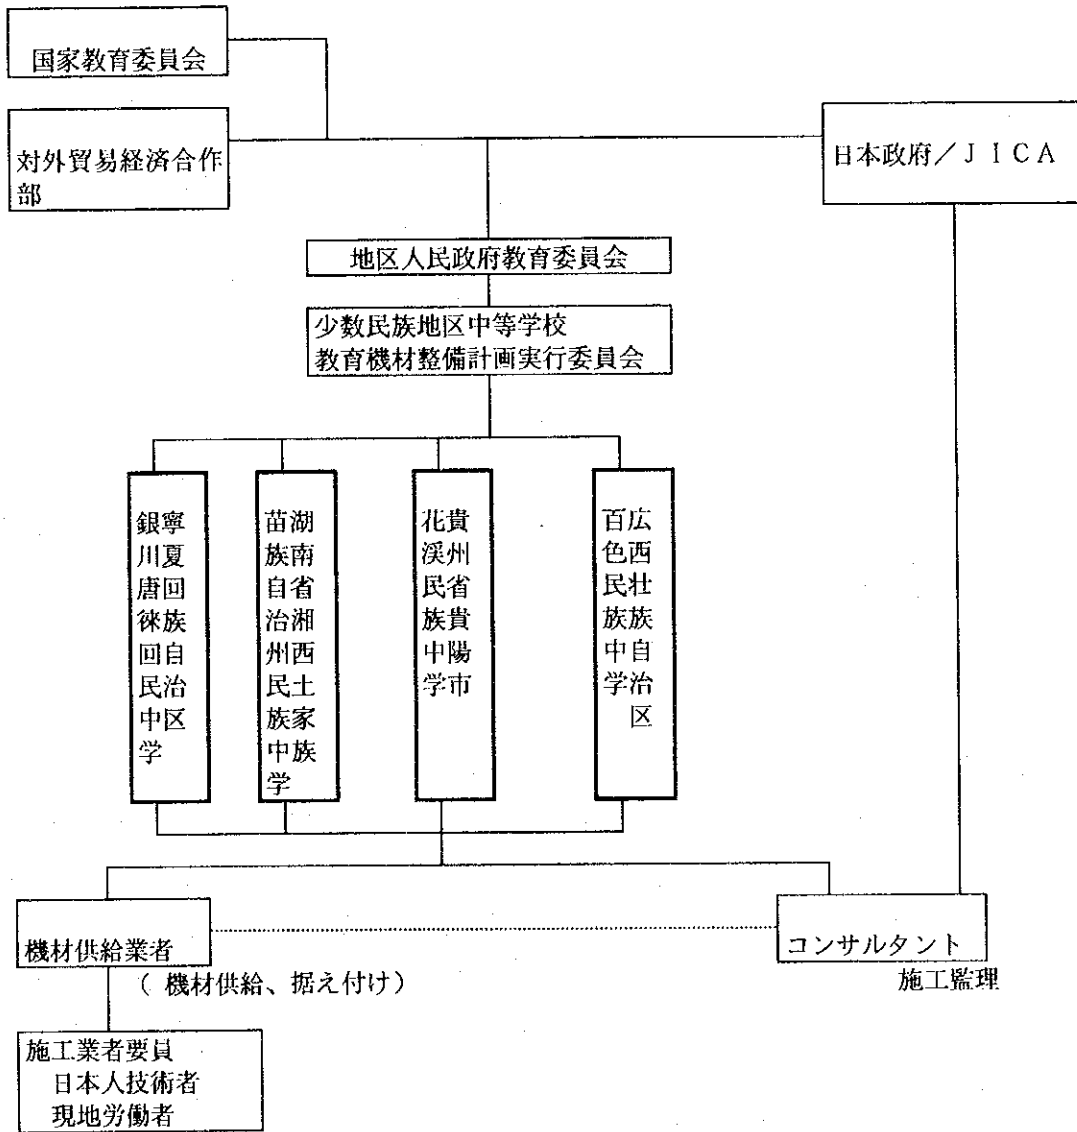 国家教育委員会
対外貿易経済合作
部
日本政府/JICA
地区人民政府教育委員会
少数民族地区中等学校
教育機材整備計画実行委員会
寧夏回族自治区
銀川唐徠回民中学
湖南省湘西土家族
苗族自治州民族中学
貴州省貴陽市
花渓民族中学
広西壮族自治区
百色民族中学
機材供給業者
(機材供給、据え付け)
コンサルタント
施工監理
施工業者要員
日本人技術者
現地労働者